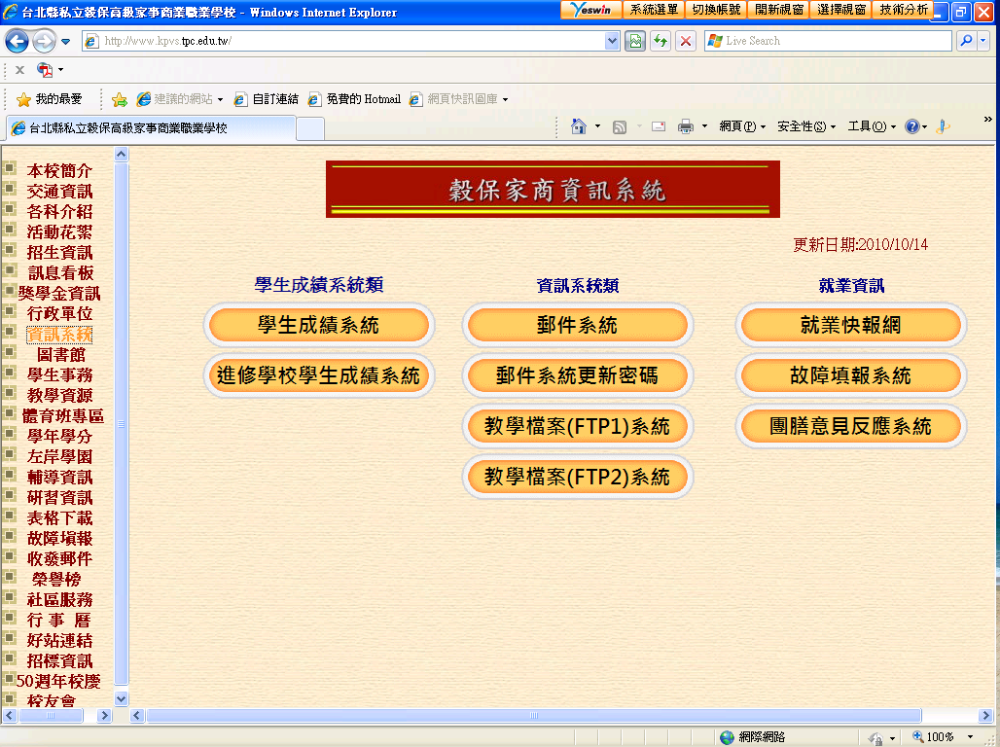 台北縣私立穀保高級家事商業職業學校 - Windows Internet Explorer
Yeswin 系統選單 切換帳號 開新視窗 選擇視窗 技術分析
http://www.kpvs.tpc.edu.tw/
Live Search
我的最愛 建議的網站 自訂連結 免費的 Hotmail 網頁快訊圖庫
台北縣私立穀保高級家事商業職業學校
網頁(P) 安全性(S) 工具(O)
本校簡介
交通資訊
各科介紹
活動花絮
招生資訊
訊息看板
獎學金資訊
行政單位
資訊系統
圖書館
學生事務
教學資源
體育班專區
學年學分
左岸學園
輔導資訊
研習資訊
表格下載
故障填報
收發郵件
榮譽榜
社區服務
行 事 曆
好站連結
招標資訊
50週年校慶
校友會
穀保家商資訊系統
更新日期:2010/10/14
學生成績系統類
學生成績系統
進修學校學生成績系統
資訊系統類
郵件系統
郵件系統更新密碼
教學檔案(FTP1)系統
教學檔案(FTP2)系統
就業資訊
就業快報網
故障填報系統
團膳意見反應系統
網際網路
100%